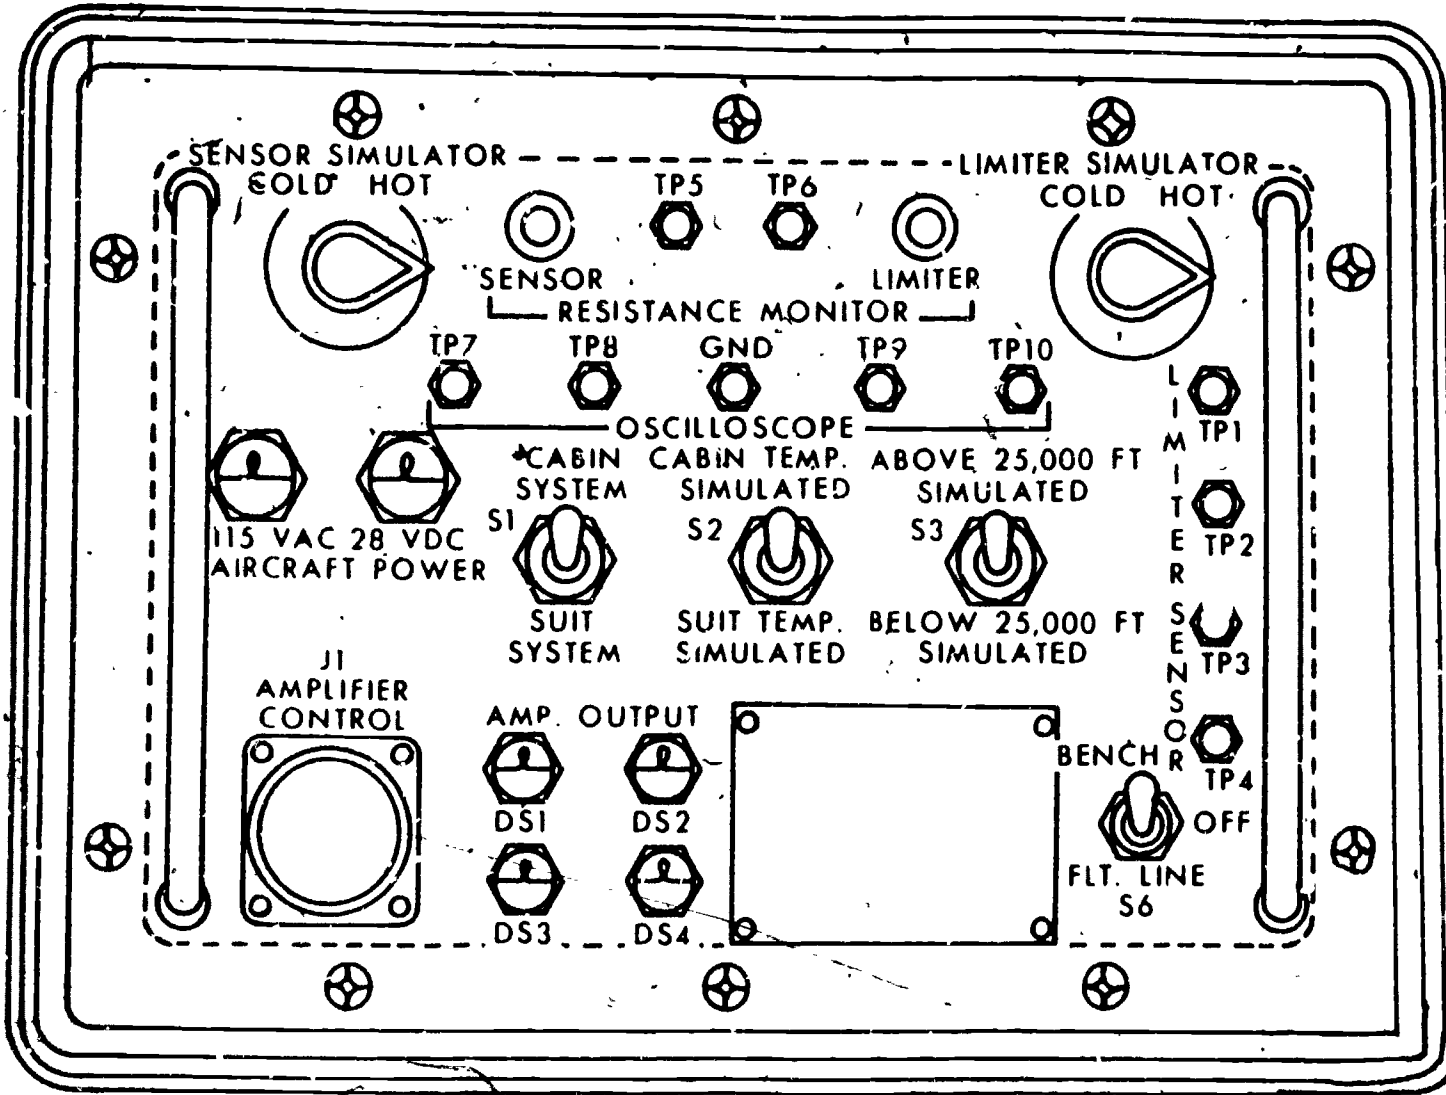 SENSOR SIMULATOR
COLD HOT
LIMITER SIMULATOR
COLD HOT
TP5 TP6
SENSOR
LIMITER
RESISTANCE MONITOR
TP7 TP8 GND TP9 TP10
OSCILLOSCOPE
LIMITER SENSOR
TP1
TP2
TP3
TP4
115 VAC 28 VDC
AIRCRAFT POWER
CABIN
SYSTEM
S1
SUIT
SYSTEM
CABIN TEMP.
SIMULATED
S2
SUIT TEMP.
SIMULATED
ABOVE 25,000 FT
SIMULATED
S3
BELOW 25,000 FT
SIMULATED
J1
AMPLIFIER
CONTROL
AMP. OUTPUT
DS1 DS2
DS3 DS4
BENCH
OFF
FLT. LINE
S6